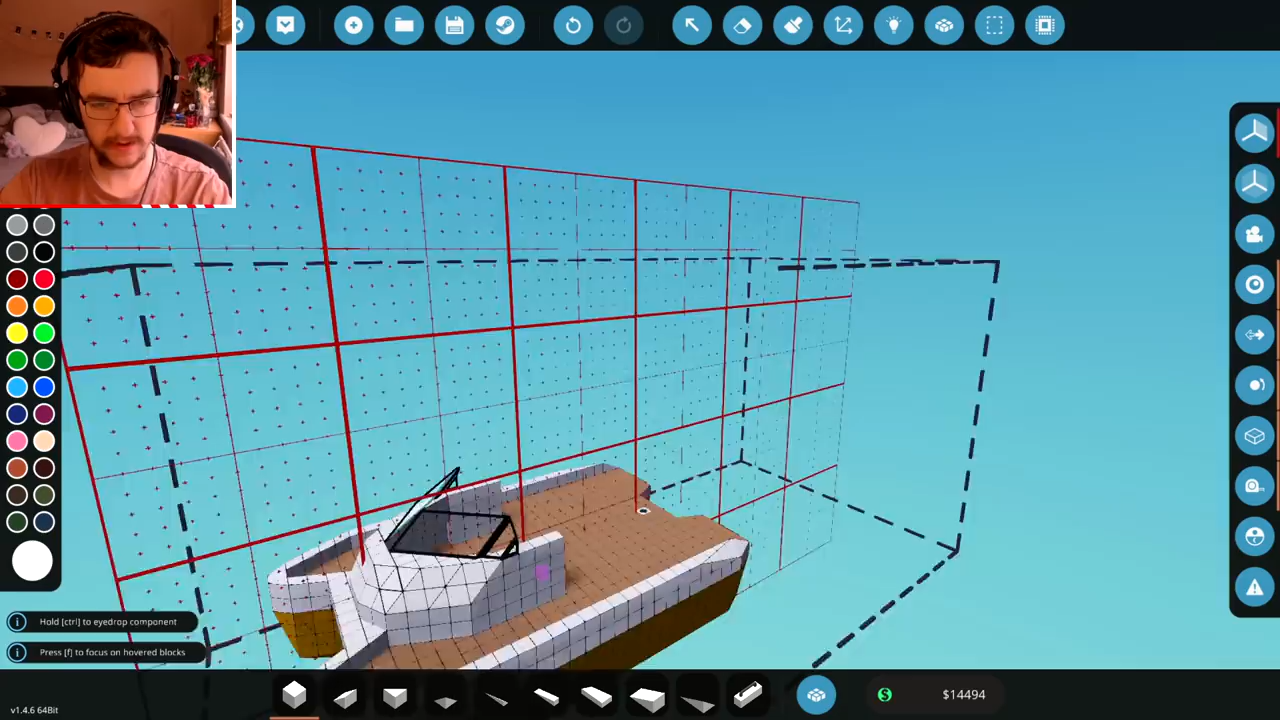 Hold [ctrl] to eyedrop component
Press [f] to focus on hovered blocks
v1.4.6 64Bit
$14494